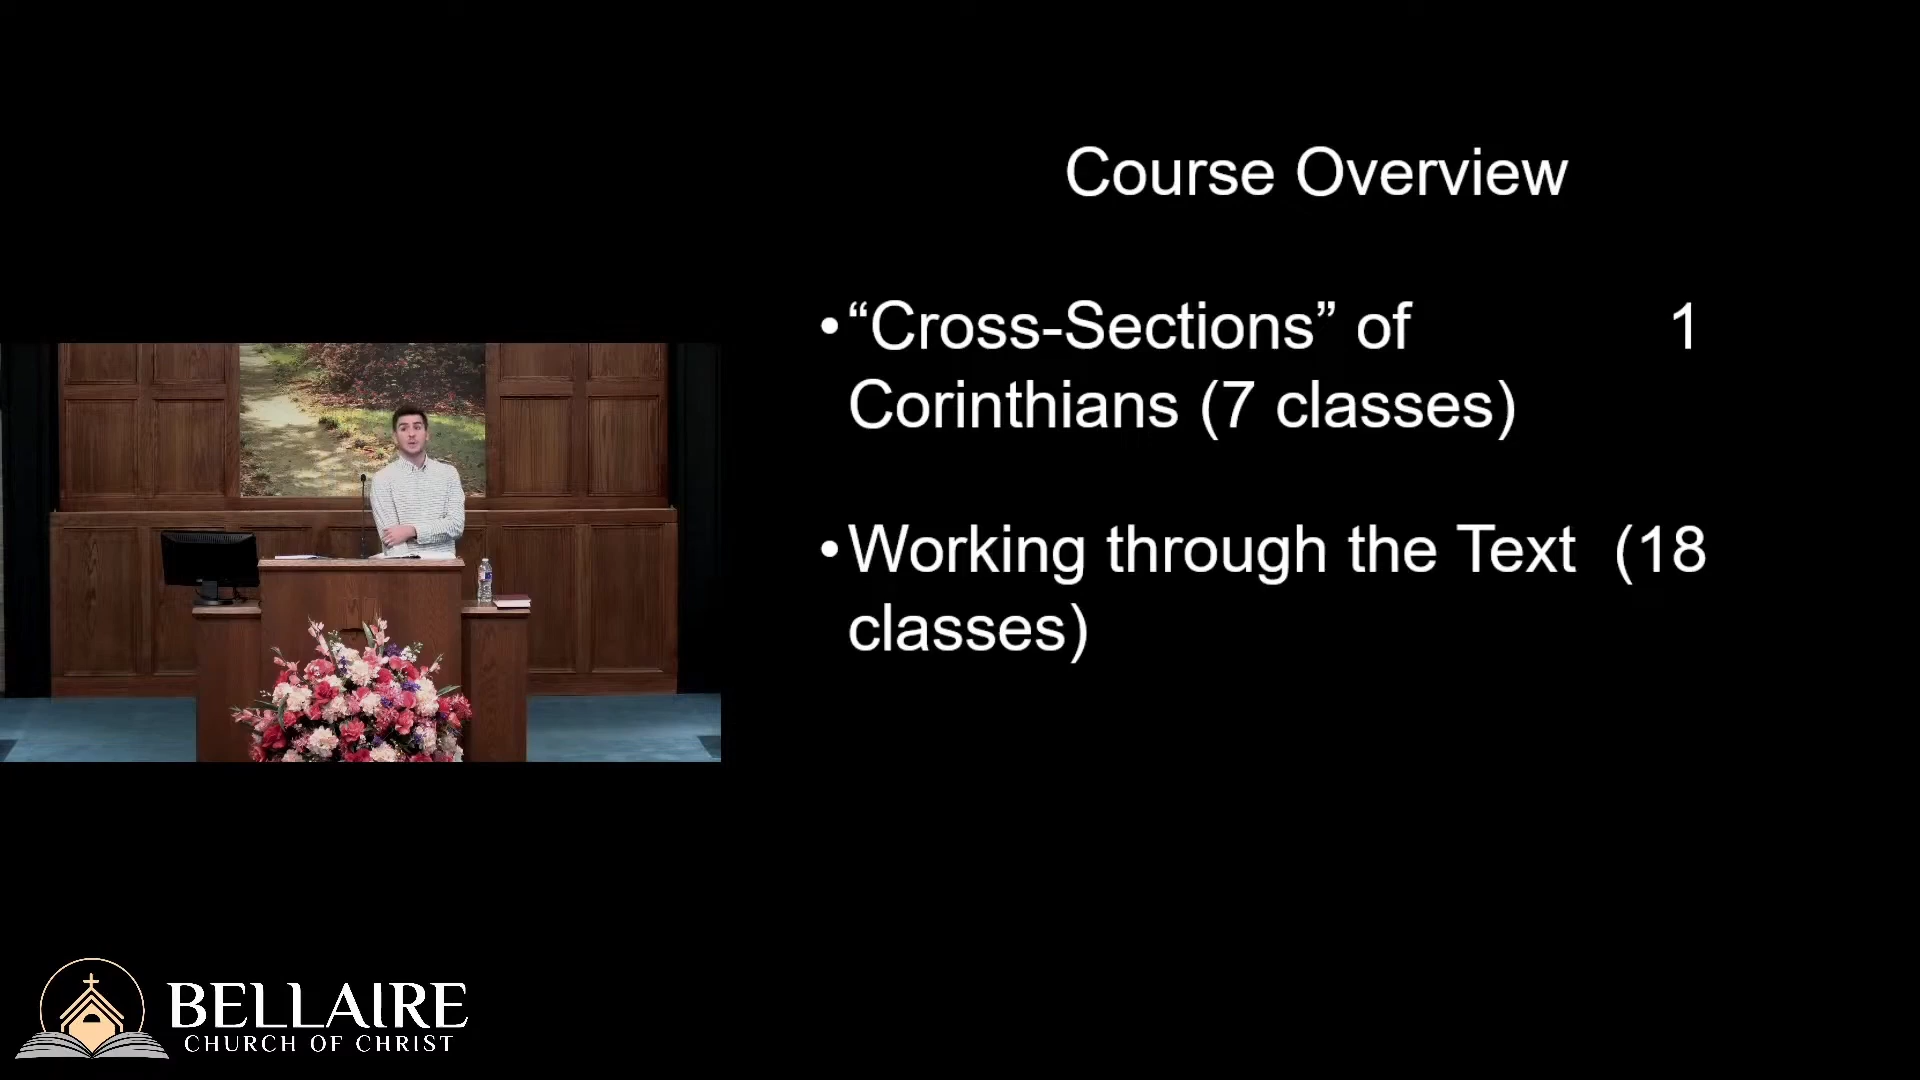 Course Overview
•“Cross-Sections” of 1
Corinthians (7 classes)
•Working through the Text (18
classes)
BELLAIRE
CHURCH OF CHRIST